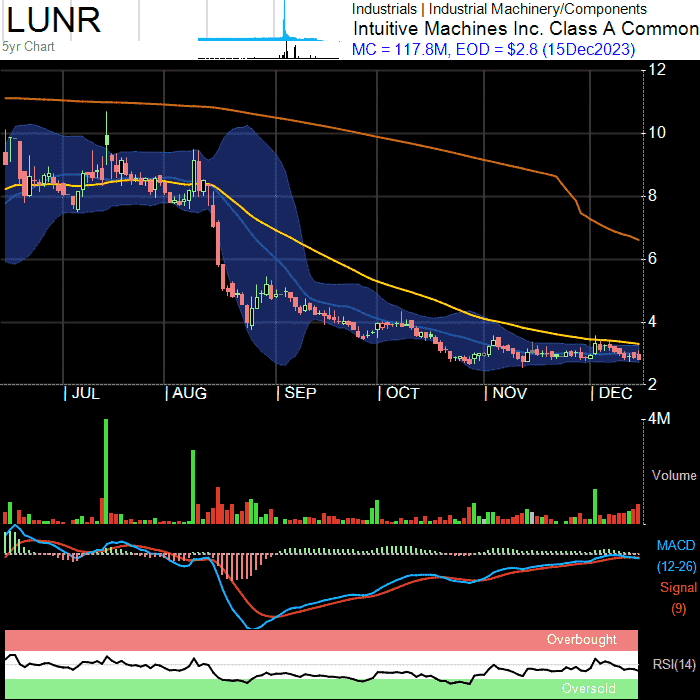 LUNR
5yr Chart
Industrials | Industrial Machinery/Components
Intuitive Machines Inc. Class A Common
MC = 117.8M, EOD = $2.8 (15Dec2023)
12
10
8
6
4
2
JUL AUG SEP OCT NOV DEC
4M
Volume
MACD
(12-26)
Signal
(9)
Overbought
RSI(14)
Oversold